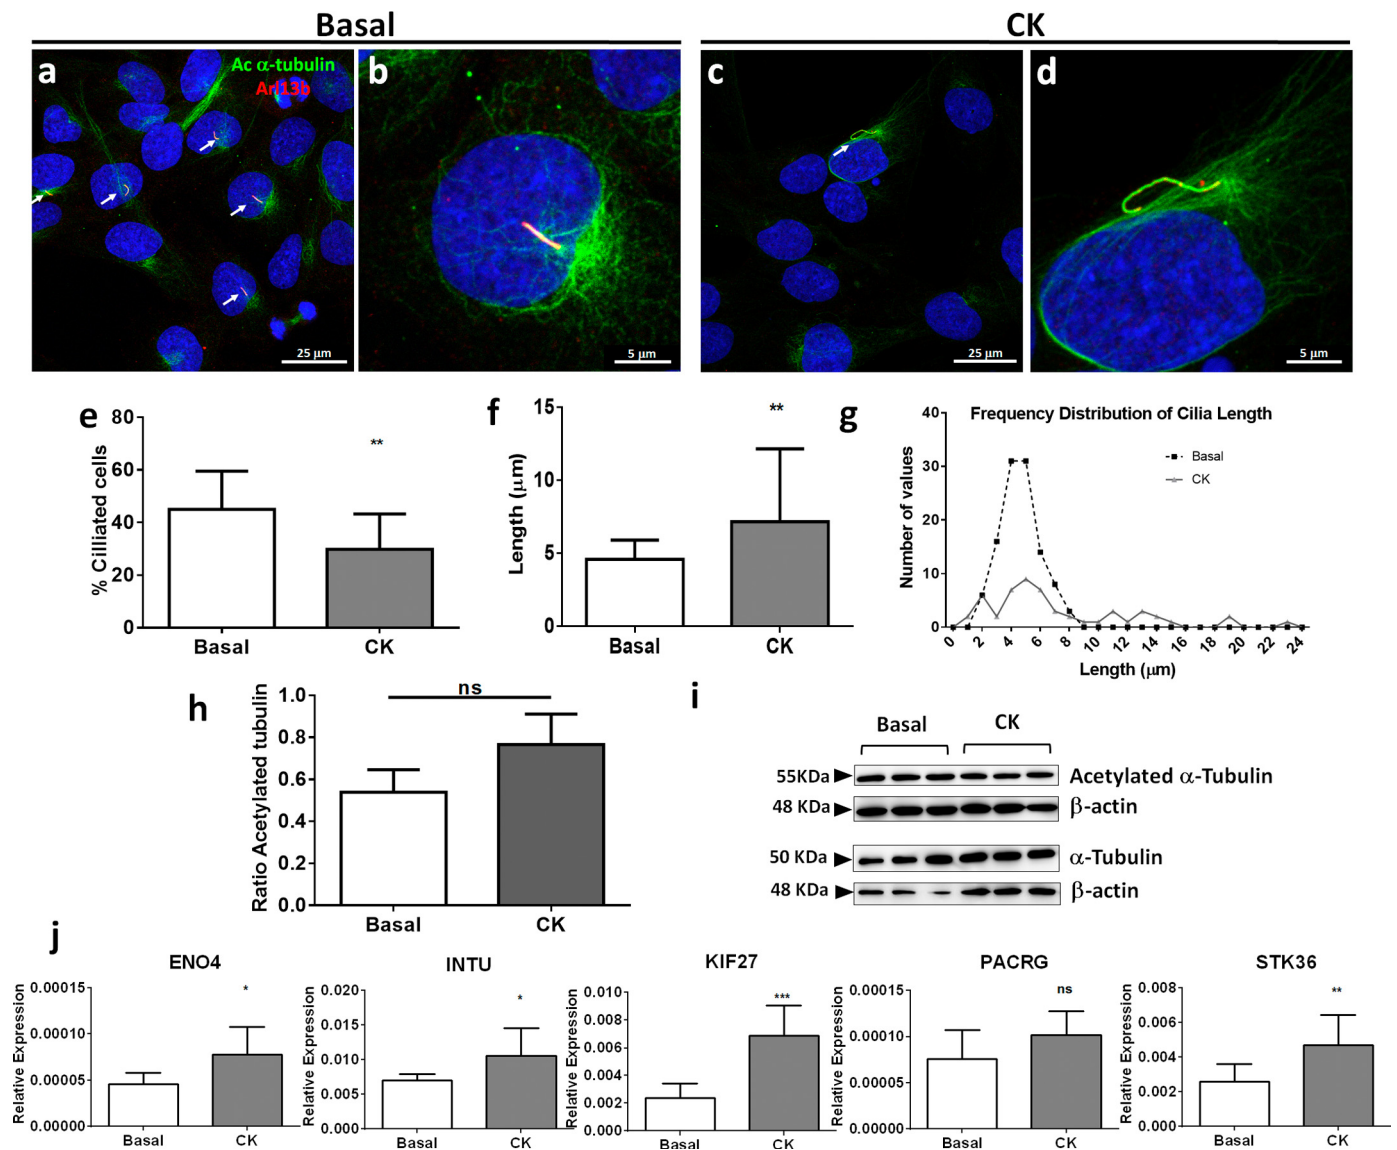 Basal CK
a Ac α-tubulin
Arl13b
b
c
d
25 µm
5 µm
25 µm
5 µm
e
% Cilliated cells
80
60
40
20
0
**
Basal CK
f
Length (µm)
15
10
5
0
**
Basal CK
g
Frequency Distribution of Cilia Length
Number of values
40
30
20
10
0
Basal
CK
0 2 4 6 8 10 12 14 16 18 20 22 24
Length (µm)
h
Ratio Acetylated tubulin
1.0
0.8
0.6
0.4
0.2
0.0
ns
Basal CK
i
Basal CK
55KDa Acetylated α-Tubulin
48 KDa β-actin
50 KDa α-Tubulin
48 KDa β-actin
j
ENO4
Relative Expression
0.00015
0.00010
0.00005
0.00000
*
Basal CK
INTU
Relative Expression
0.020
0.015
0.010
0.005
0.000
*
Basal CK
KIF27
Relative Expression
0.010
0.008
0.006
0.004
0.002
0.000
***
Basal CK
PACRG
Relative Expression
0.00015
0.00010
0.00005
0.00000
ns
Basal CK
STK36
Relative Expression
0.008
0.006
0.004
0.002
0.000
**
Basal CK